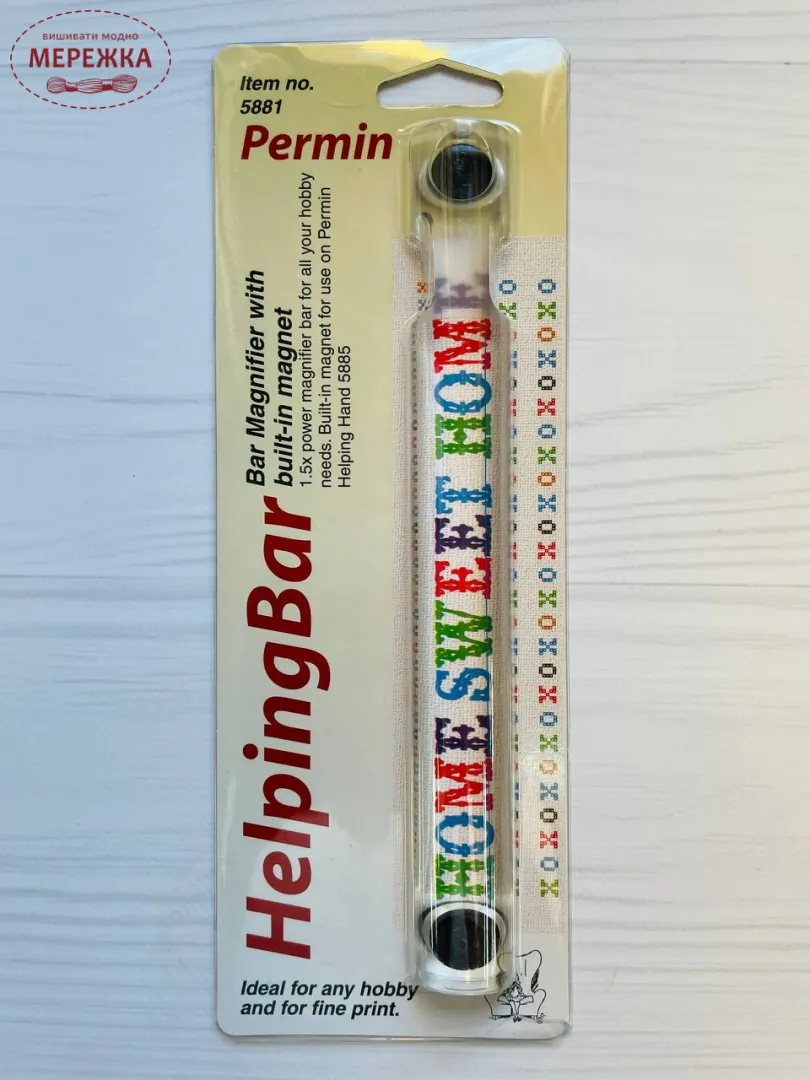 вишивати модно
МЕРЕЖКА
Item no.
5881
Permin
HelpingBar
Bar Magnifier with
built-in magnet
1.5x power magnifier bar for all your hobby
needs. Built-in magnet for use on Permin
Helping Hand 5885
HOME SWEET HOME
XOXOXOXOXOXOXOXOXOXOXOXOXO
Ideal for any hobby
and for fine print.